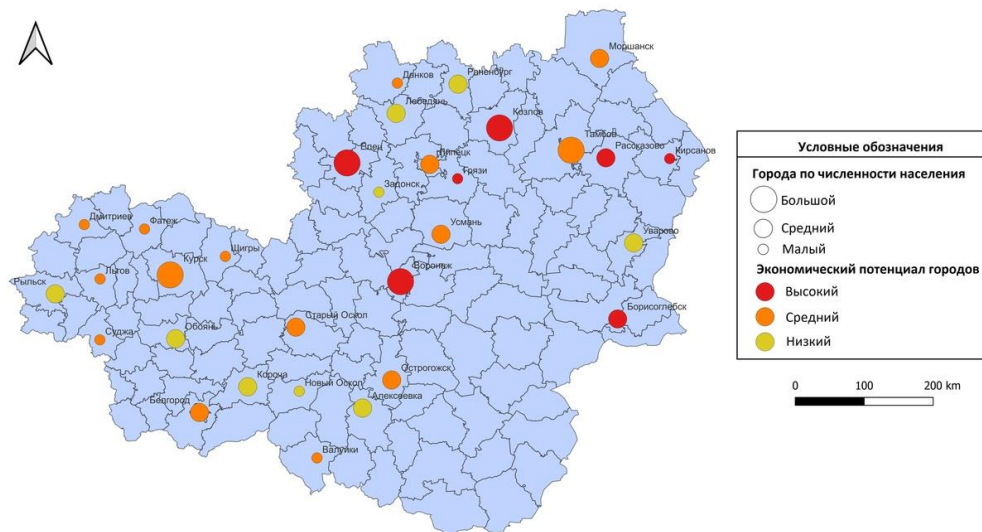 Моршанск
Данков
Раненбург
Лебедянь
Козлов
Тамбов
Елец
Липецк
Рассказово
Кирсанов
Грязи
Задонск
Дмитриев
Фатеж
Усмань
Уварово
Щигры
Курск
Воронеж
Льгов
Рыльск
Борисоглебск
Старый Оскол
Обоянь
Суджа
Острогожск
Короча
Новый Оскол
Алексеевка
Белгород
Валуйки
Условные обозначения
Города по численности населения
Большой
Средний
Малый
Экономический потенциал городов
Высокий
Средний
Низкий
0 100 200 km